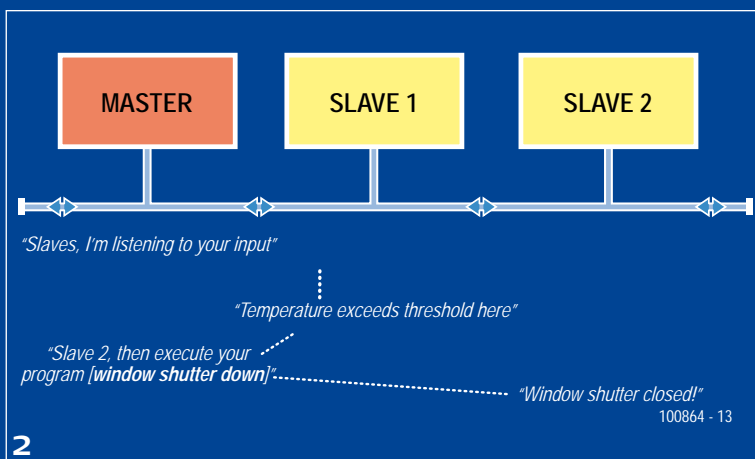 MASTER
SLAVE 1
SLAVE 2
“Slaves, I’m listening to your input”
“Temperature exceeds threshold here”
“Slave 2, then execute your
program [window shutter down]”
“Window shutter closed!”
100864 - 13
2